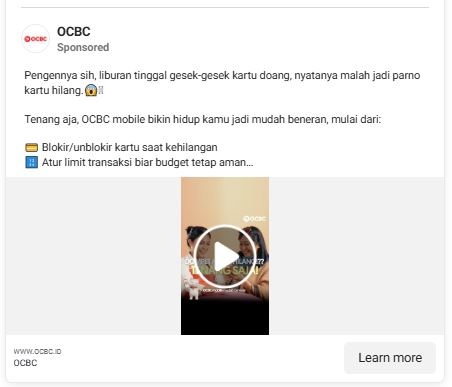 OCBC
OCBC
Sponsored
Pengennya sih, liburan tinggal gesek-gesek kartu doang, nyatanya malah jadi parno
kartu hilang.😱
Tenang aja, OCBC mobile bikin hidup kamu jadi mudah beneran, mulai dari:
💳 Blokir/unblokir kartu saat kehilangan
🔢 Atur limit transaksi biar budget tetap aman...
OCBC
TENANG SAJA!
WWW.OCBC.ID
OCBC
Learn more